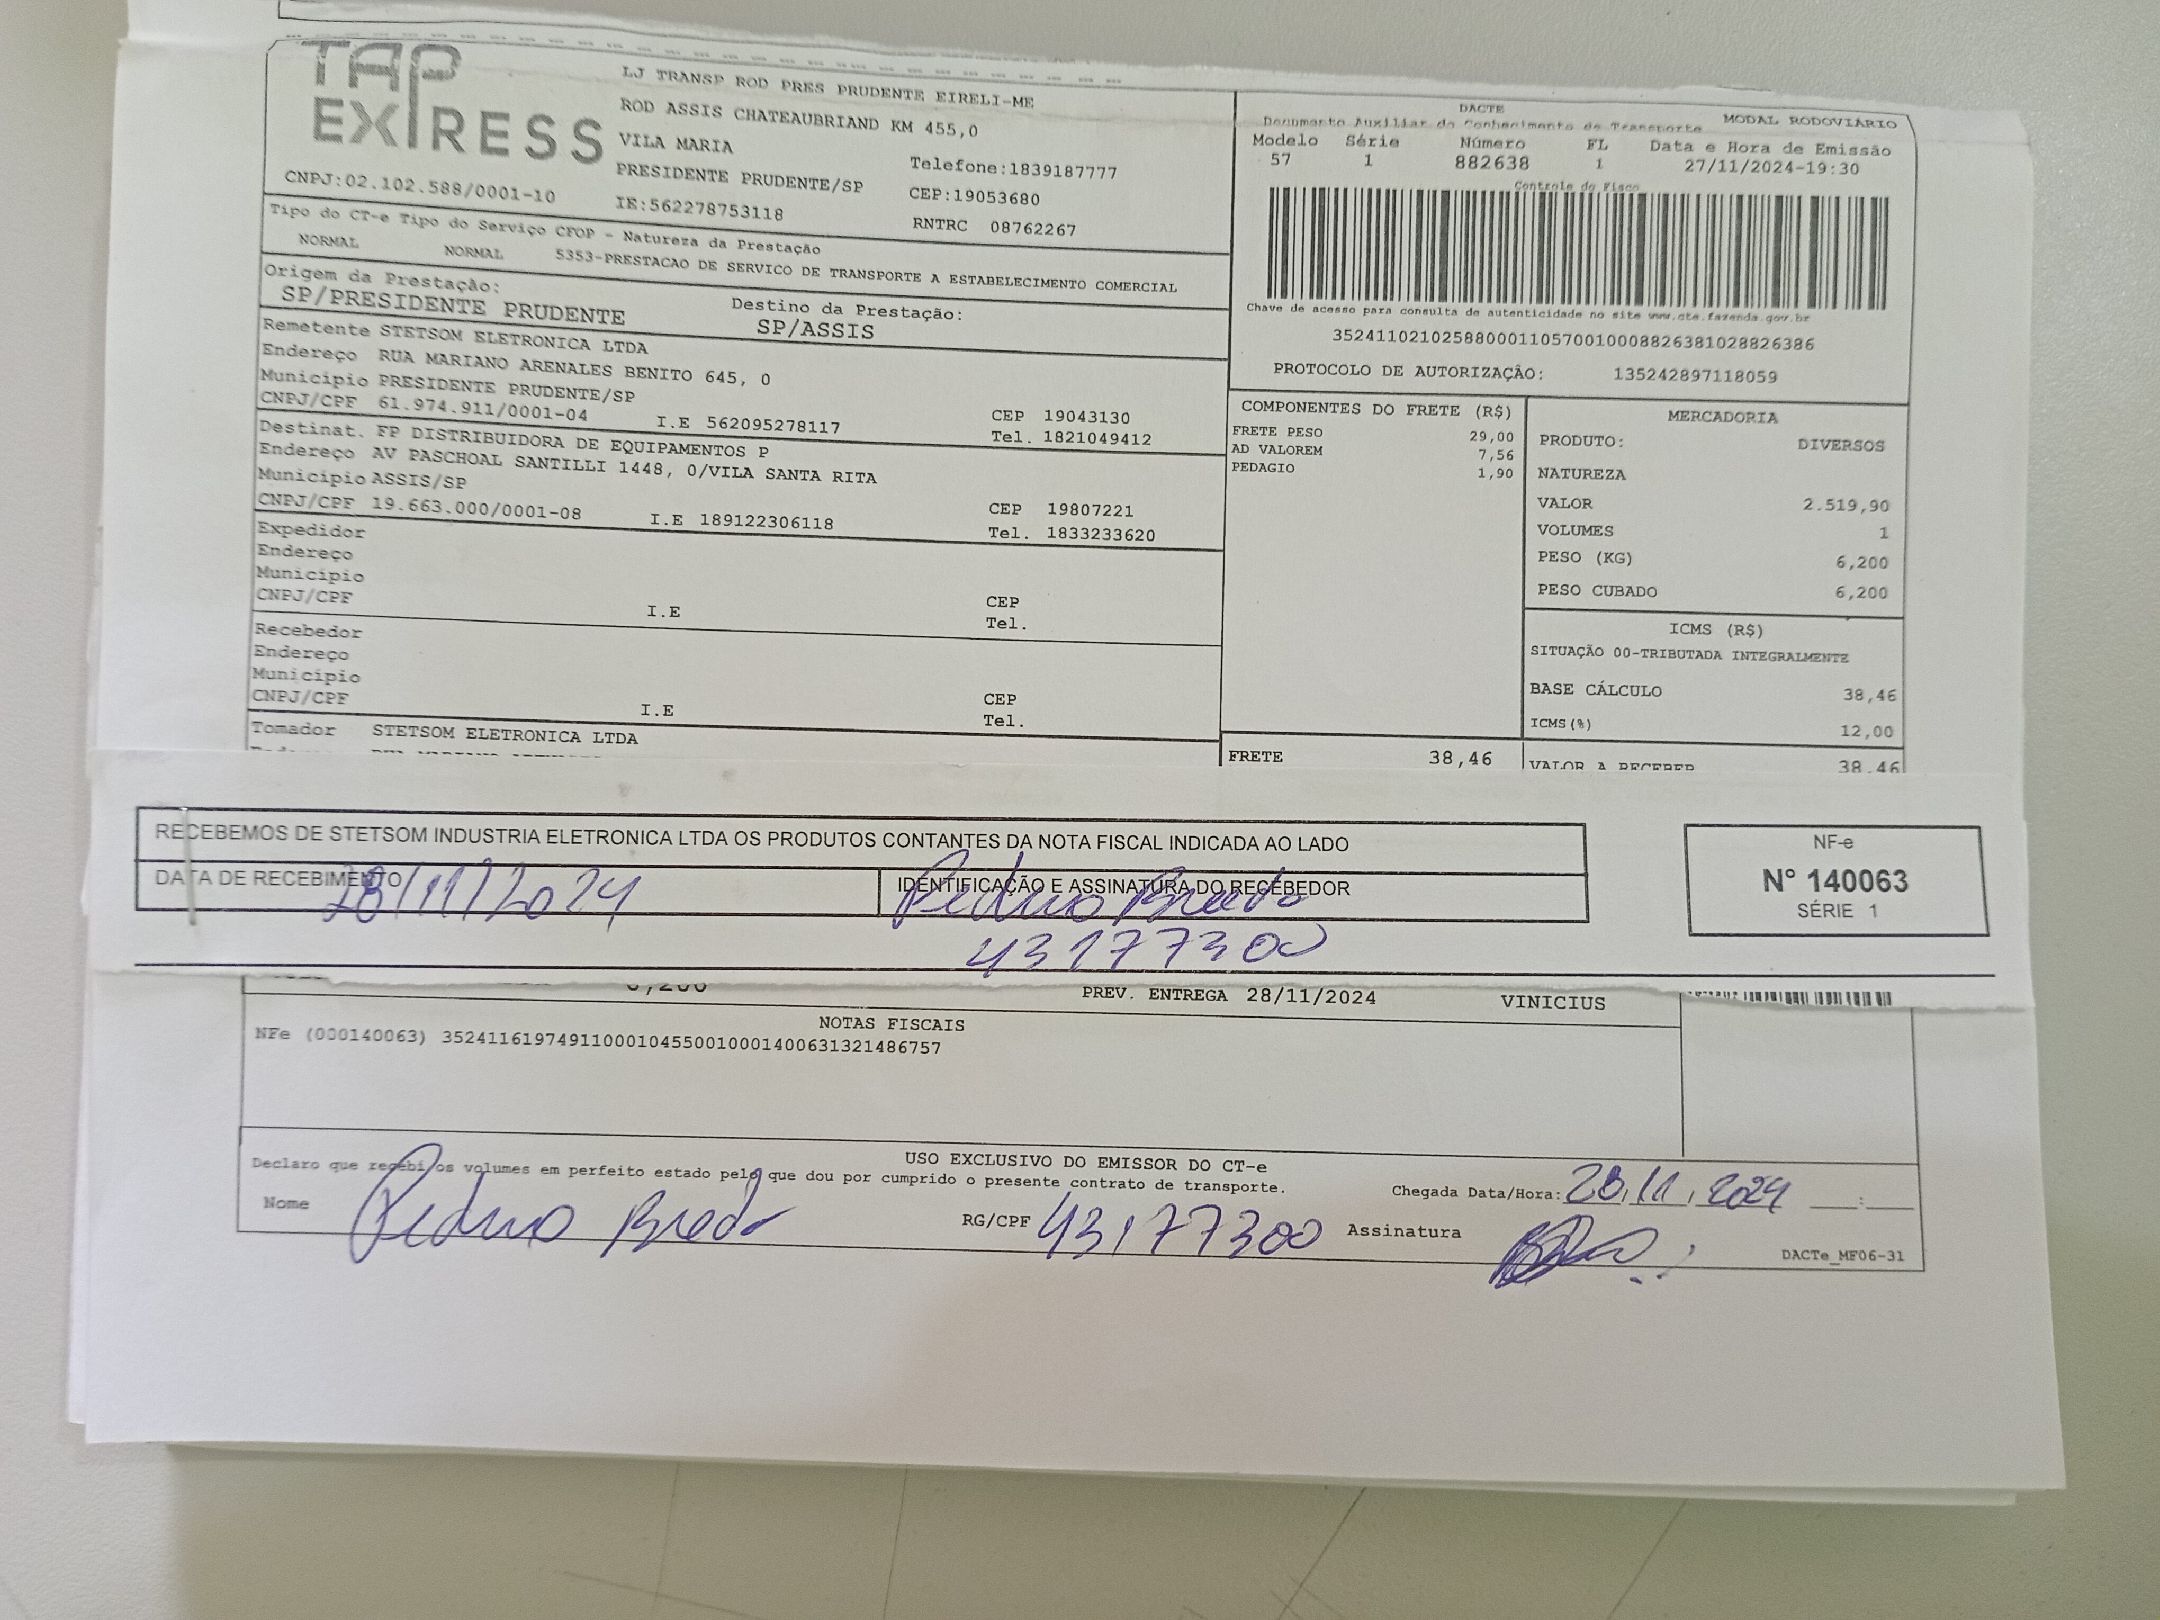 TAP
EXPRESS
LJ TRANSP ROD PRES PRUDENTE EIRELI-ME
ROD ASSIS CHATEAUBRIAND KM 455,0
VILA MARIA
PRESIDENTE PRUDENTE/SP
Telefone:1839187777
CEP:19053680
CNPJ:02.102.588/0001-10
IE:562278753118
RNTRC 08762267
DACTE
MODAL RODOVIÁRIO
Documento Auxiliar do Conhecimento de Transporte
Modelo Série Número FL Data e Hora de Emissão
57 1 882638 1 27/11/2024-19:30
Controle do Fisco
Chave de acesso para consulta de autenticidade no site www.cte.fazenda.gov.br
35241102102588000110570010008826381028826386
PROTOCOLO DE AUTORIZAÇÃO: 135242897118059
Tipo do CT-e Tipo do Serviço CFOP - Natureza da Prestação
NORMAL NORMAL 5353-PRESTACAO DE SERVICO DE TRANSPORTE A ESTABELECIMENTO COMERCIAL
Origem da Prestação: Destino da Prestação:
SP/PRESIDENTE PRUDENTE SP/ASSIS
Remetente STETSOM ELETRONICA LTDA
Endereço RUA MARIANO ARENALES BENITO 645, 0
Município PRESIDENTE PRUDENTE/SP CEP 19043130
CNPJ/CPF 61.974.911/0001-04 I.E 562095278117 Tel. 1821049412
Destinat. FP DISTRIBUIDORA DE EQUIPAMENTOS P
Endereço AV PASCHOAL SANTILLI 1448, 0/VILA SANTA RITA
Município ASSIS/SP CEP 19807221
CNPJ/CPF 19.663.000/0001-08 I.E 189122306118 Tel. 1833233620
Expedidor
Endereço
Município CEP
CNPJ/CPF I.E Tel.
Recebedor
Endereço
Município CEP
CNPJ/CPF I.E Tel.
Tomador STETSOM ELETRONICA LTDA
COMPONENTES DO FRETE (R$)
FRETE PESO 29,00
AD VALOREM 7,56
PEDAGIO 1,90
FRETE 38,46
MERCADORIA
PRODUTO: DIVERSOS
NATUREZA
VALOR 2.519,90
VOLUMES 1
PESO (KG) 6,200
PESO CUBADO 6,200
ICMS (R$)
SITUAÇÃO 00-TRIBUTADA INTEGRALMENTE
BASE CÁLCULO 38,46
ICMS(%) 12,00
VALOR A RECEBER 38,46
RECEBEMOS DE STETSOM INDUSTRIA ELETRONICA LTDA OS PRODUTOS CONTANTES DA NOTA FISCAL INDICADA AO LADO
DATA DE RECEBIMENTO IDENTIFICAÇÃO E ASSINATURA DO RECEBEDOR
28/11/2024
43177300
NF-e
N° 140063
SÉRIE 1
6,200 PREV. ENTREGA 28/11/2024 VINICIUS
NOTAS FISCAIS
NFe (000140063) 35241161974911000104550010001400631321486757
USO EXCLUSIVO DO EMISSOR DO CT-e
Declaro que recebi os volumes em perfeito estado pelo que dou por cumprido o presente contrato de transporte.
Chegada Data/Hora: 28/11/2024 __:__
Nome RG/CPF 43177300 Assinatura
DACTe_MF06-31